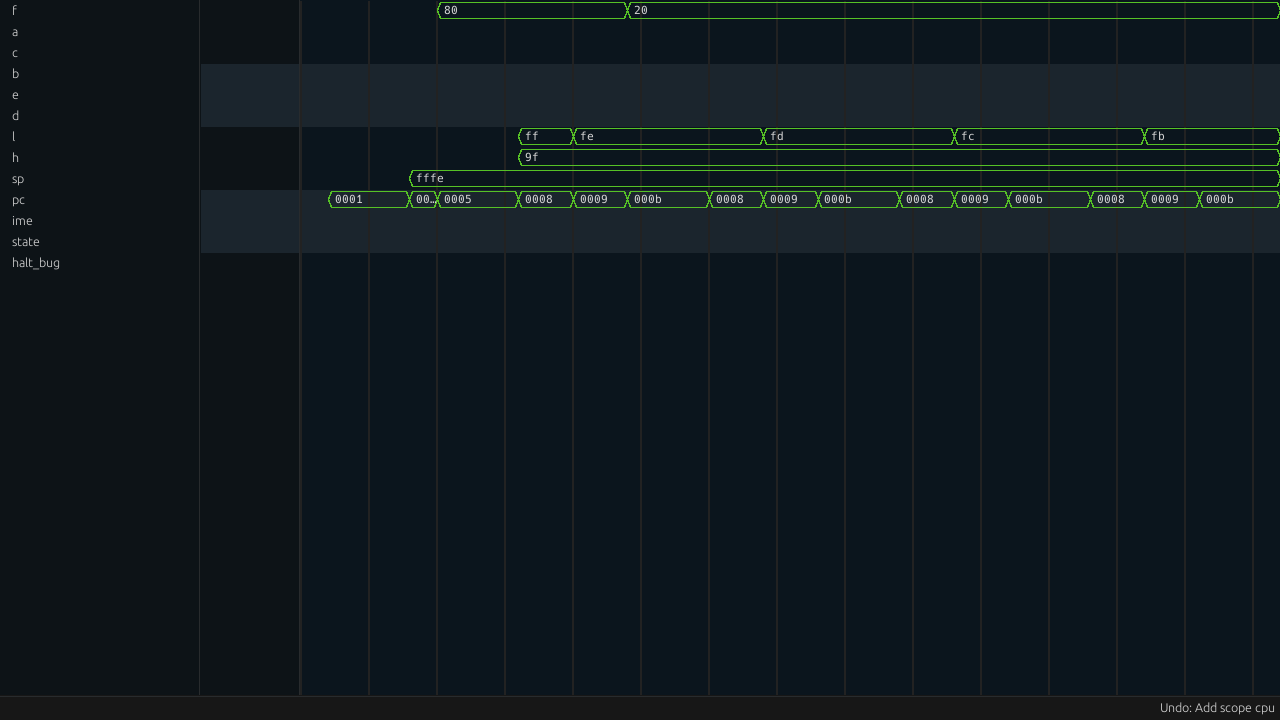 f 80 20
a
c
b
e
d
l ff fe fd fc fb
h 9f
sp fffe
pc 0001 00… 0005 0008 0009 000b 0008 0009 000b 0008 0009 000b 0008 0009 000b
ime
state
halt_bug
Undo: Add scope cpu